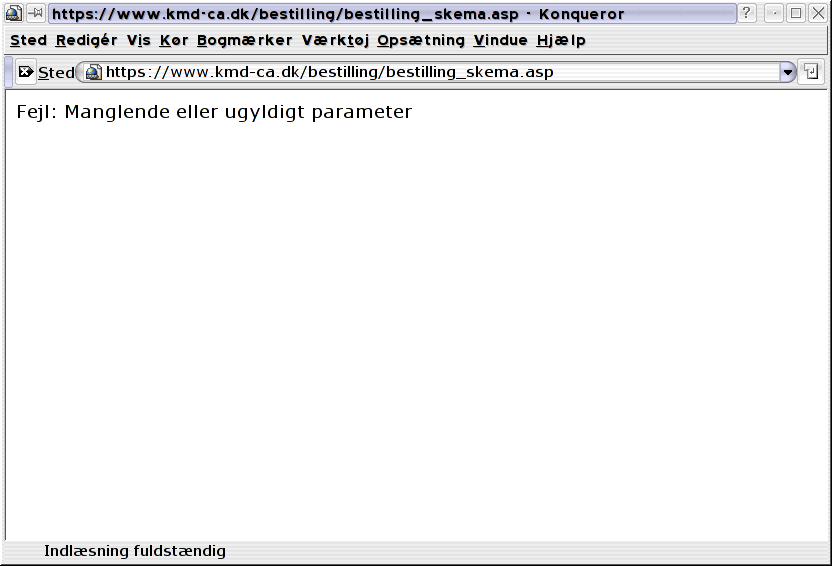 https://www.kmd-ca.dk/bestilling/bestilling_skema.asp - Konqueror
Sted Redigér Vis Kør Bogmærker Værktøj Opsætning Vindue Hjælp
Sted https://www.kmd-ca.dk/bestilling/bestilling_skema.asp
Fejl: Manglende eller ugyldigt parameter
Indlæsning fuldstændig